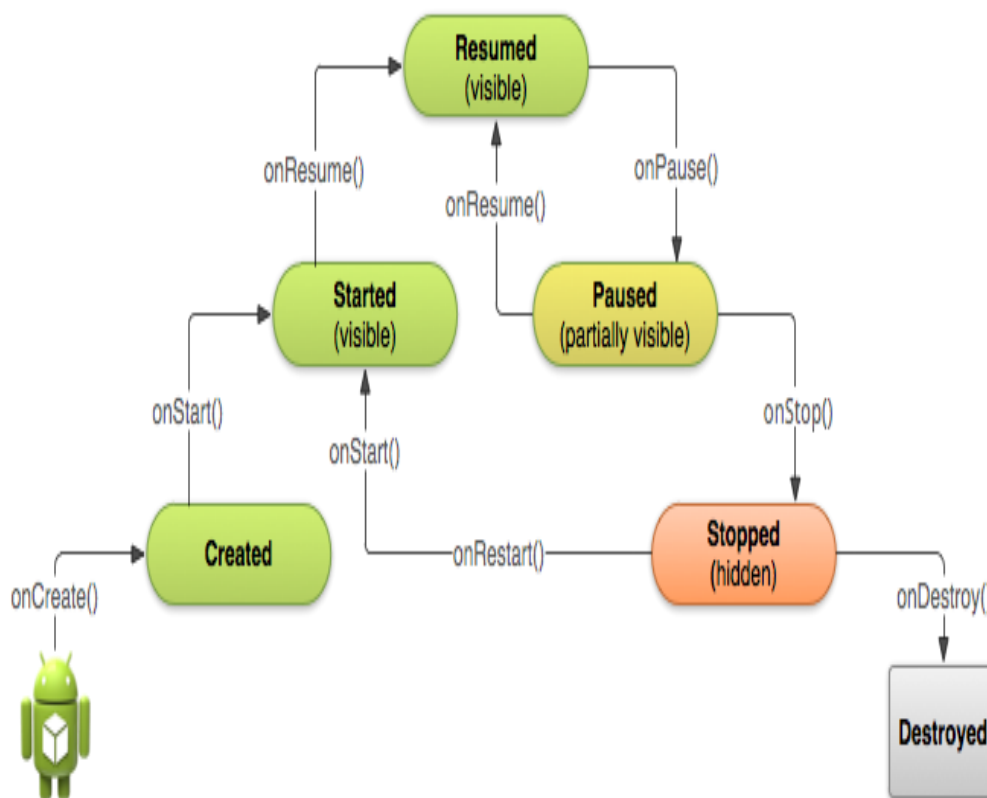 Resumed
(visible)
onResume()
onPause()
onResume()
Started
(visible)
Paused
(partially visible)
onStart()
onStop()
onStart()
Created
onRestart()
Stopped
(hidden)
onCreate()
onDestroy(
Destroyed